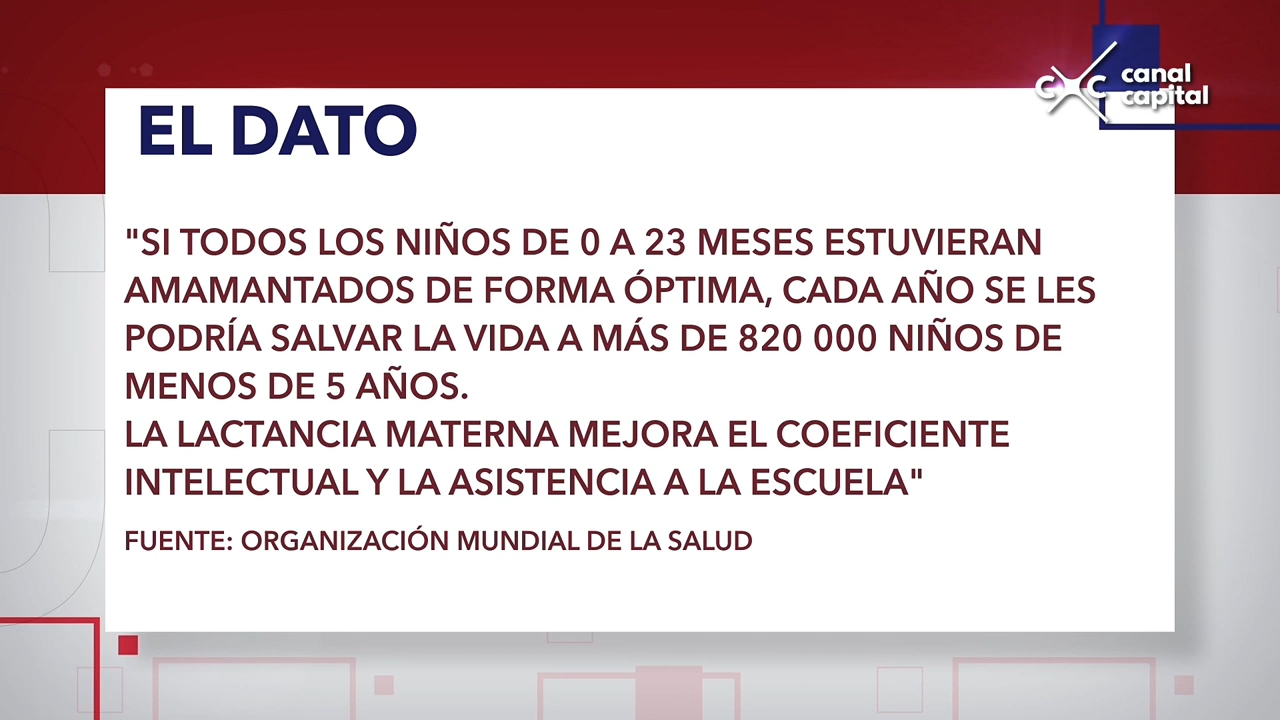 canal
capital
EL DATO
"SI TODOS LOS NIÑOS DE 0 A 23 MESES ESTUVIERAN
AMAMANTADOS DE FORMA ÓPTIMA, CADA AÑO SE LES
PODRÍA SALVAR LA VIDA A MÁS DE 820 000 NIÑOS DE
MENOS DE 5 AÑOS.
LA LACTANCIA MATERNA MEJORA EL COEFICIENTE
INTELECTUAL Y LA ASISTENCIA A LA ESCUELA"
FUENTE: ORGANIZACIÓN MUNDIAL DE LA SALUD